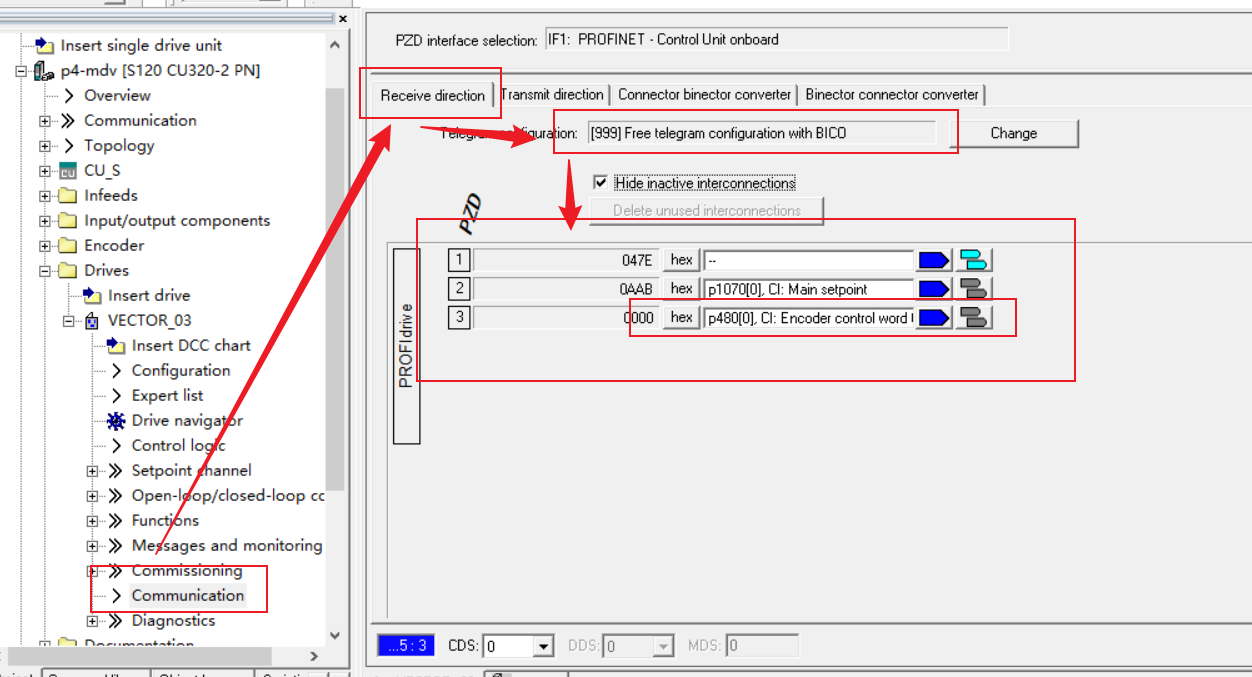 Insert single drive unit
p4-mdv [S120 CU320-2 PN]
Overview
Communication
Topology
CU_S
Infeeds
Input/output components
Encoder
Drives
Insert drive
VECTOR_03
Insert DCC chart
Configuration
Expert list
Drive navigator
Control logic
Setpoint channel
Open-loop/closed-loop cc
Functions
Messages and monitoring
Commissioning
Communication
Diagnostics
Documentation
PZD interface selection: IF1: PROFINET - Control Unit onboard
Receive direction Transmit direction Connector binector converter Binector connector converter
Telegram configuration: [999] Free telegram configuration with BICO Change
Hide inactive interconnections
Delete unused interconnections
PZD
PROFIdrive
1 047E hex --
2 0AAB hex p1070[0], CI: Main setpoint
3 0000 hex p480[0], CI: Encoder control word
...5 : 3 CDS: 0 DDS: 0 MDS: 0